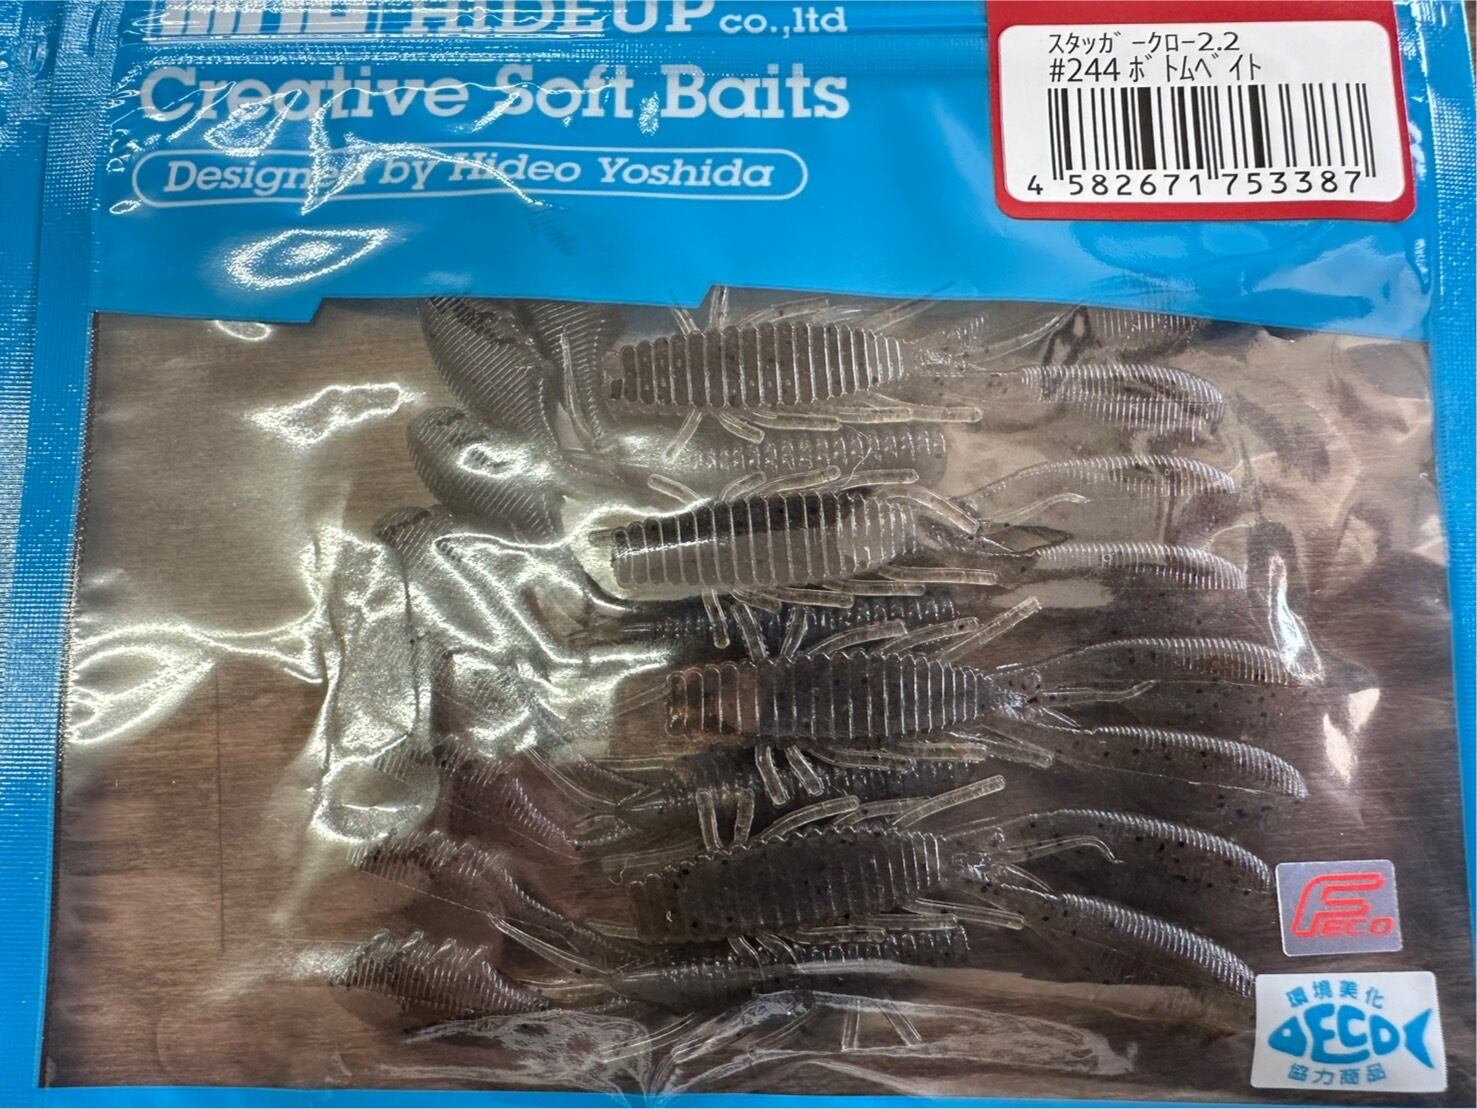 HIDEUP co.,ltd
スタッガークロー2.2
#244 ボトムベイト
Creative Soft Baits
Designed by Hideo Yoshida
4 582671 753387
FECO
環境美化
ECO
協力商品